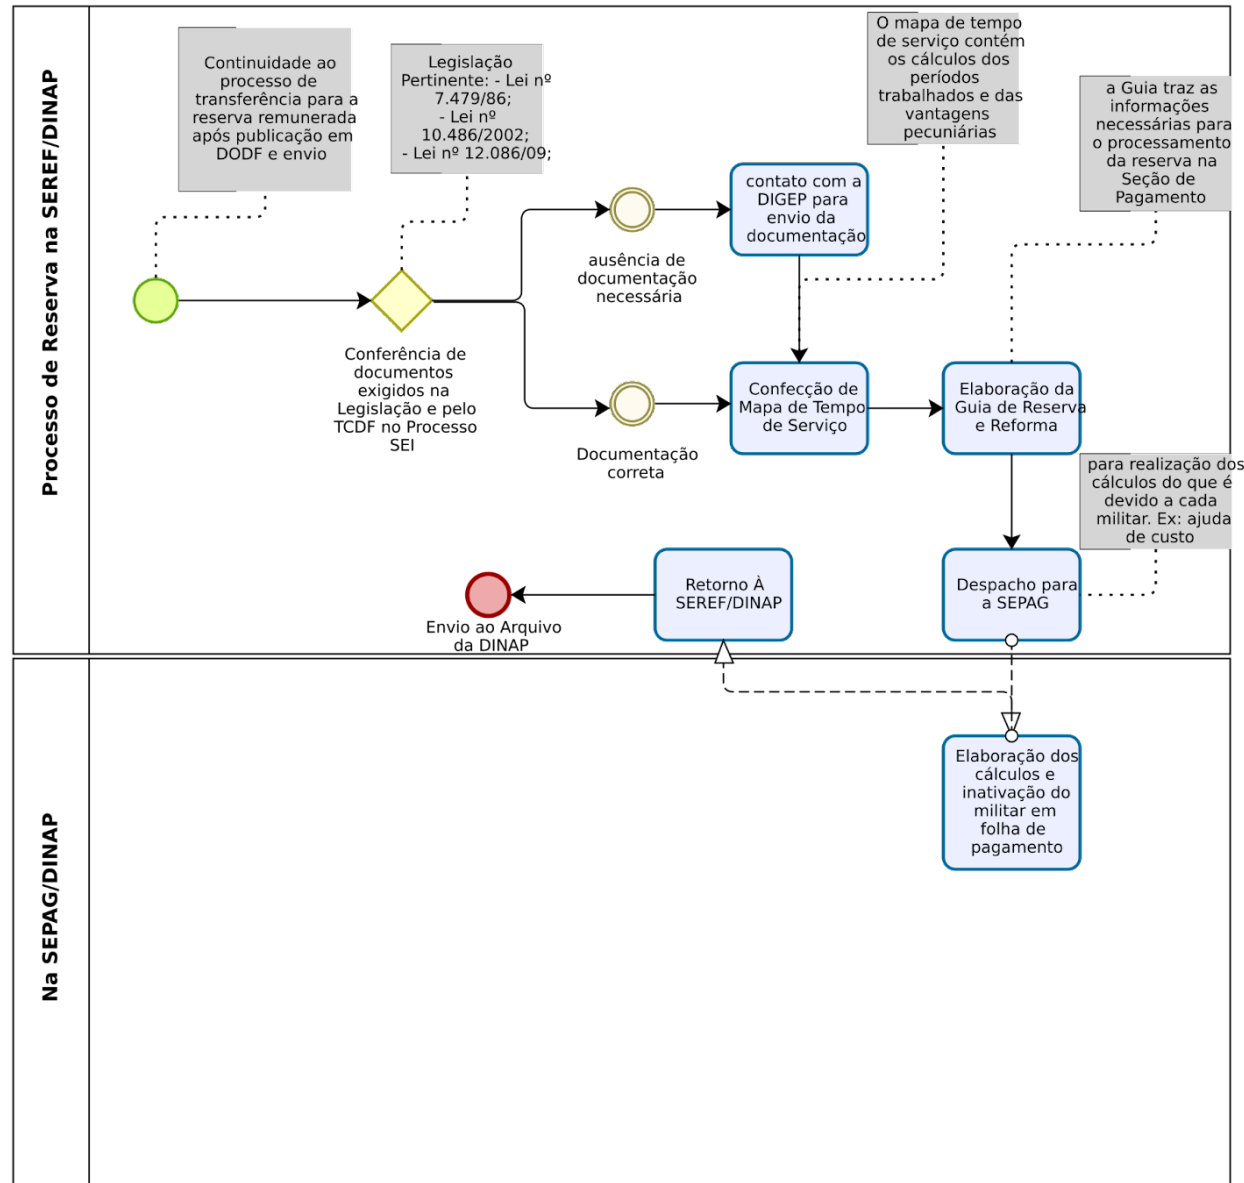 Processo de Reserva na SEREF/DINAP
Continuidade ao
processo de
transferência para a
reserva remunerada
após publicação em
DODF e envio
Legislação
Pertinente: - Lei nº
7.479/86;
- Lei nº
10.486/2002;
- Lei nº 12.086/09;
O mapa de tempo
de serviço contém
os cálculos dos
períodos
trabalhados e das
vantagens
pecuniárias
a Guia traz as
informações
necessárias para
o processamento
da reserva na
Seção de
Pagamento
Conferência de
documentos
exigidos na
Legislação e pelo
TCDF no Processo
SEI
ausência de
documentação
necessária
contato com a
DIGEP para
envio da
documentação
Documentação
correta
Confecção de
Mapa de Tempo
de Serviço
Elaboração da
Guia de Reserva
e Reforma
para realização dos
cálculos do que é
devido a cada
militar. Ex: ajuda
de custo
Despacho para
a SEPAG
Retorno À
SEREF/DINAP
Envio ao Arquivo
da DINAP
Na SEPAG/DINAP
Elaboração dos
cálculos e
inativação do
militar em
folha de
pagamento